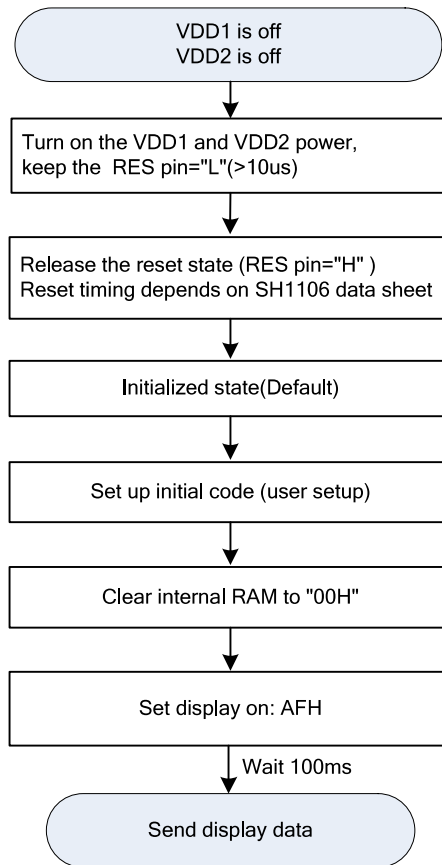 VDD1 is off
VDD2 is off
Turn on the VDD1 and VDD2 power,
keep the RES pin="L"(>10us)
Release the reset state (RES pin="H" )
Reset timing depends on SH1106 data sheet
Initialized state(Default)
Set up initial code (user setup)
Clear internal RAM to "00H"
Set display on: AFH
Wait 100ms
Send display data